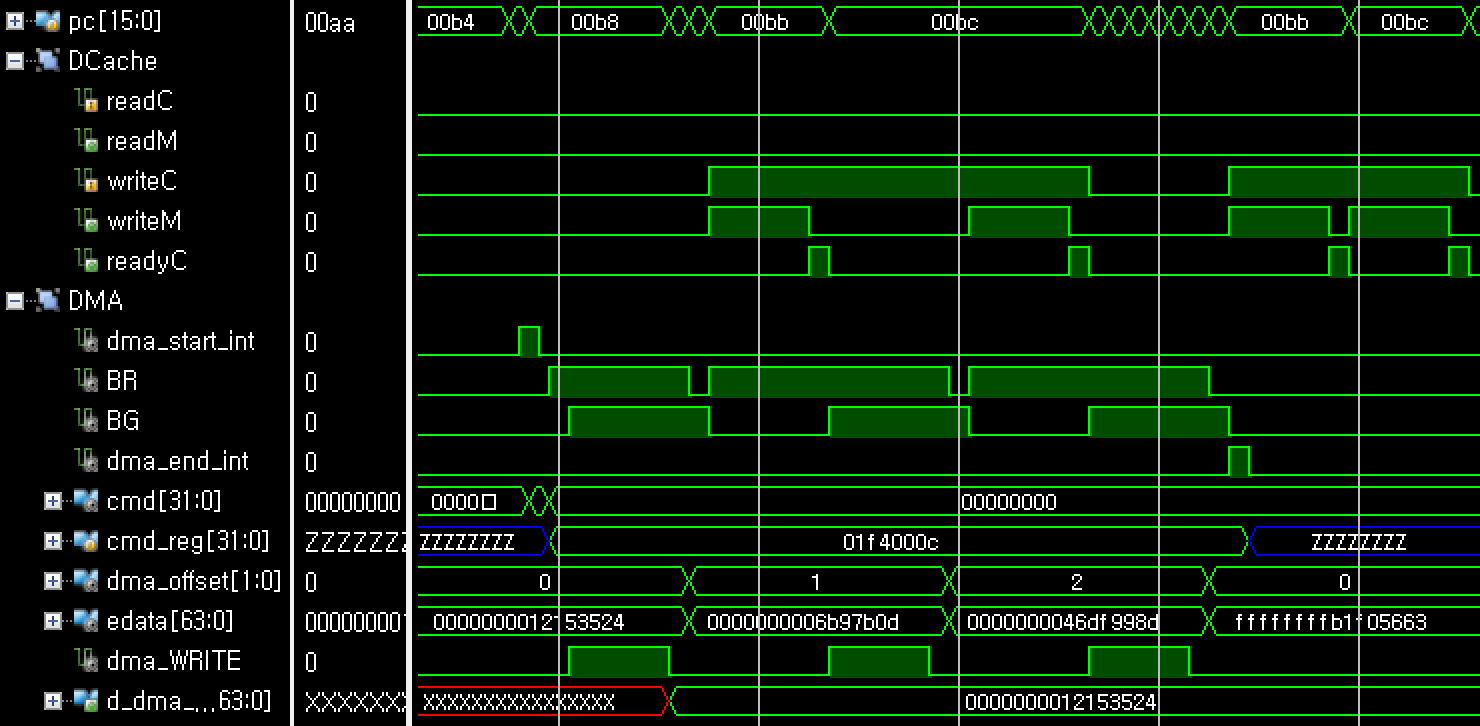 pc[15:0] 00aa 00b4 00b8 00bb 00bc 00bb 00bc
DCache
readC 0
readM 0
writeC 0
writeM 0
readyC 0
DMA
dma_start_int 0
BR 0
BG 0
dma_end_int 0
cmd[31:0] 00000000 0000□ 00000000
cmd_reg[31:0] ZZZZZZZ ZZZZZZZZ 01f4000c ZZZZZZZZ
dma_offset[1:0] 0 0 1 2 0
edata[63:0] 000000001 0000000012153524 0000000006b97b0d 0000000046df998d ffffffffb1f05663
dma_WRITE 0
d_dma_...63:0] XXXXXXX XXXXXXXXXXXXXXXX 0000000012153524